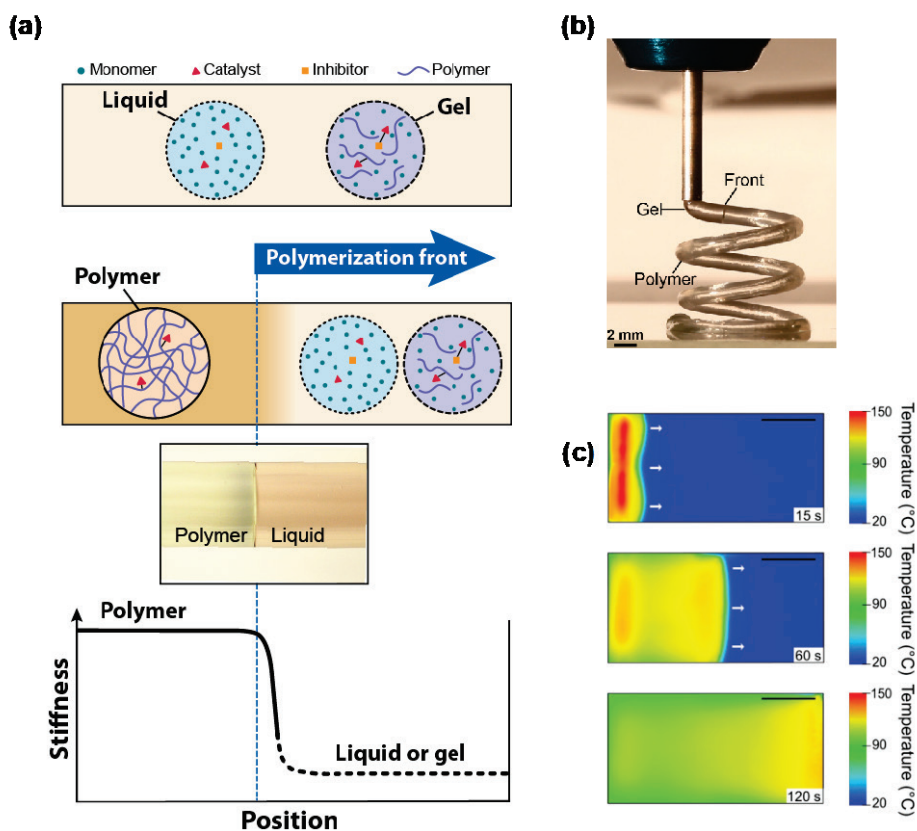 (a)
Monomer Catalyst Inhibitor Polymer
Liquid
Gel
Polymerization front
Polymer
Polymer Liquid
Polymer
Stiffness
Liquid or gel
Position
(b)
Front
Gel
Polymer
2 mm
(c)
15 s
150
90
20
Temperature (°C)
60 s
150
90
20
Temperature (°C)
120 s
150
90
20
Temperature (°C)